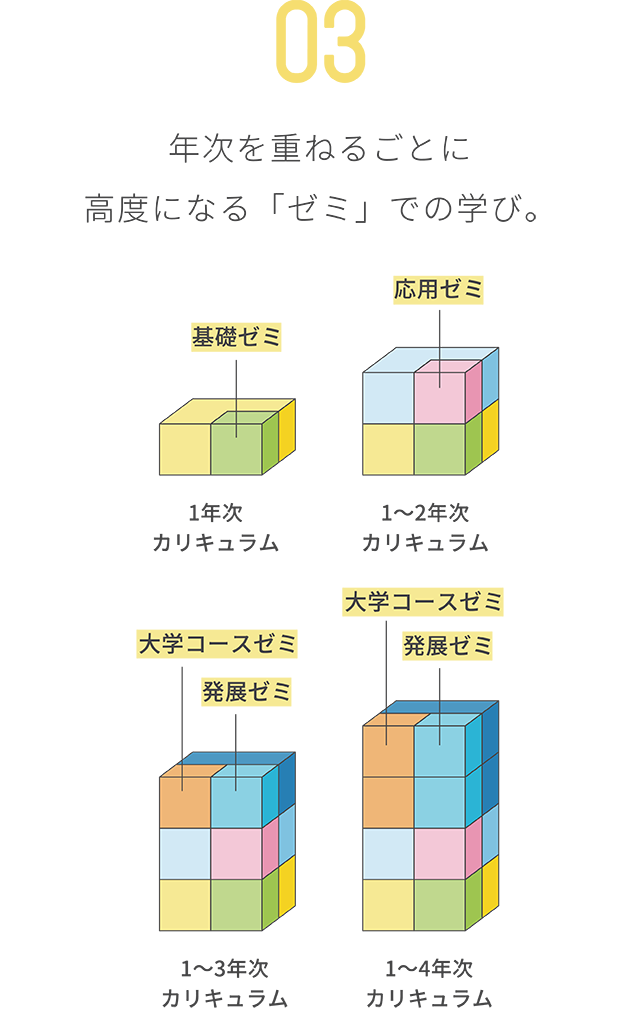 03
年次を重ねるごとに
高度になる「ゼミ」での学び。
基礎ゼミ
1年次
カリキュラム
応用ゼミ
1〜2年次
カリキュラム
大学コースゼミ
発展ゼミ
1〜3年次
カリキュラム
大学コースゼミ
発展ゼミ
1〜4年次
カリキュラム